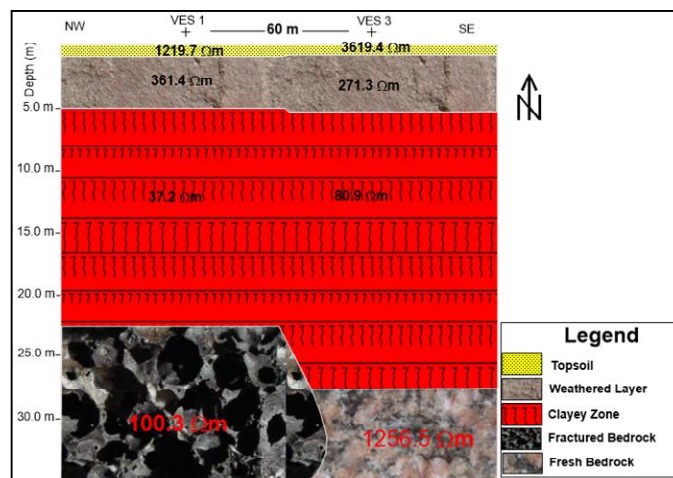 NW VES 1 60 m VES 3 SE
1219.7 Ωm 3619.4 Ωm
Depth (m)
361.4 Ωm 271.3 Ωm
N
5.0 m
10.0 m
37.2 Ωm 80.9 Ωm
15.0 m
20.0 m
25.0 m
30.0 m
100.3 Ωm 1256.5 Ωm
Legend
Topsoil
Weathered Layer
Clayey Zone
Fractured Bedrock
Fresh Bedrock